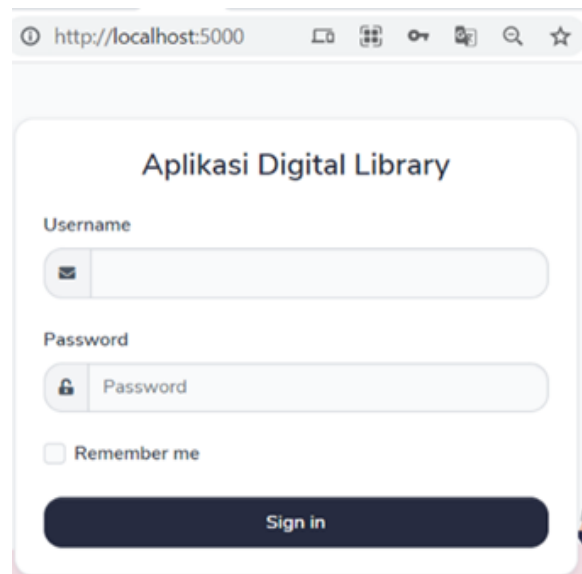 http://localhost:5000
Aplikasi Digital Library
Username
Password
Password
Remember me
Sign in